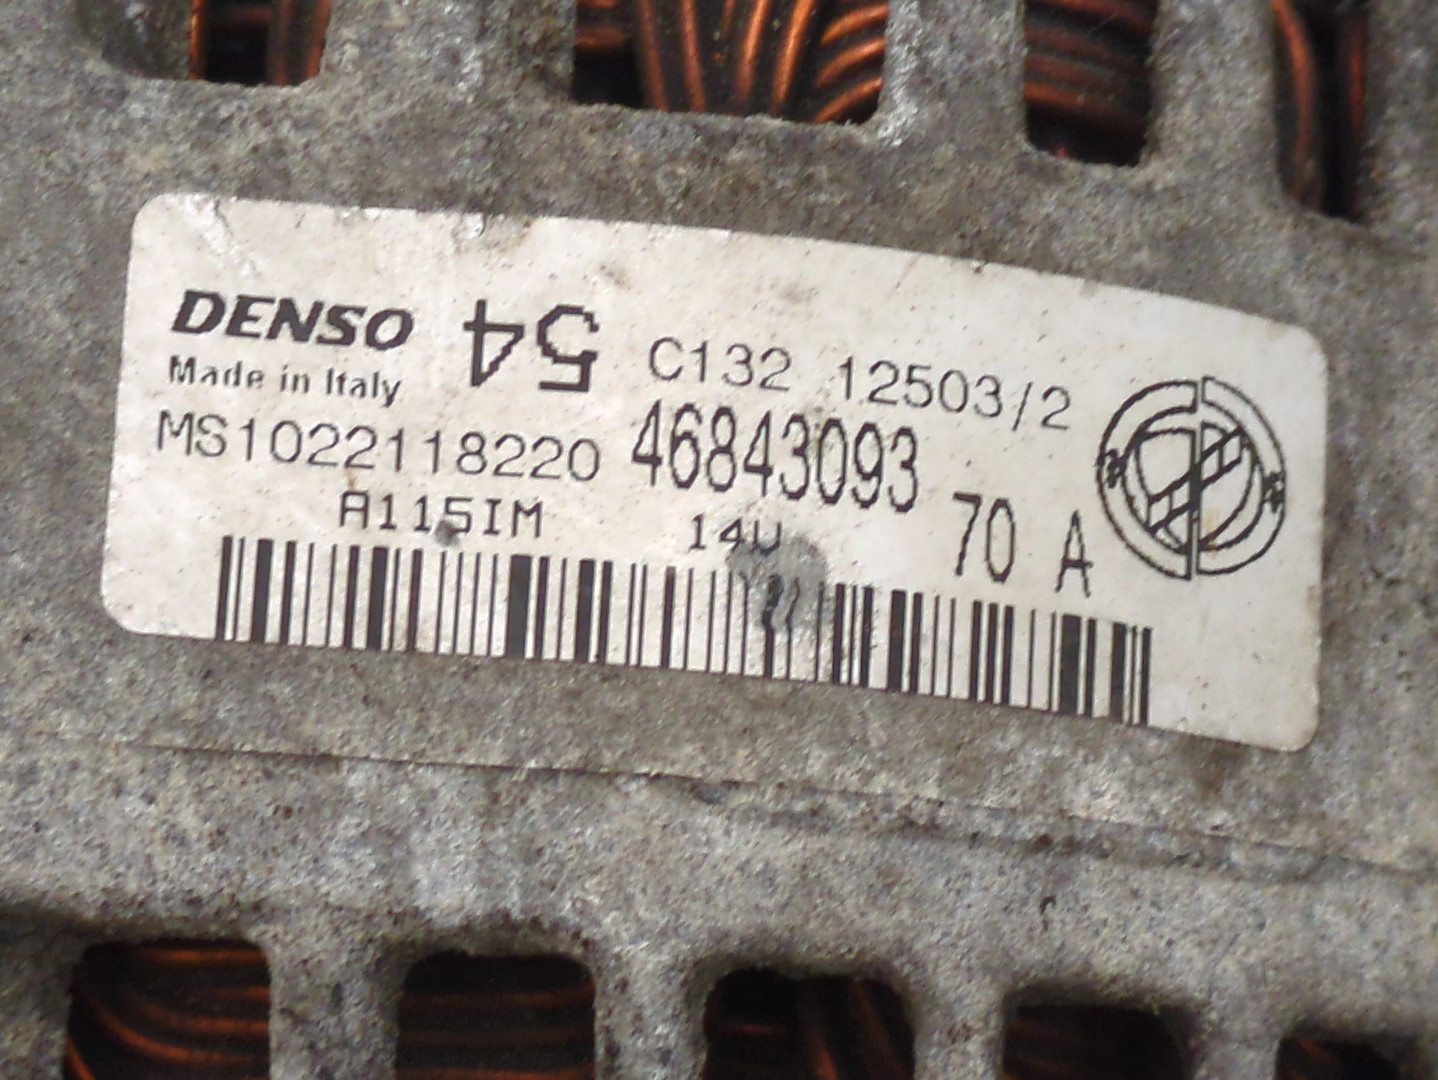 DENSO 54 C132 12503/2
Made in Italy
MS1022118220 46843093
A115IM 14V 70 A